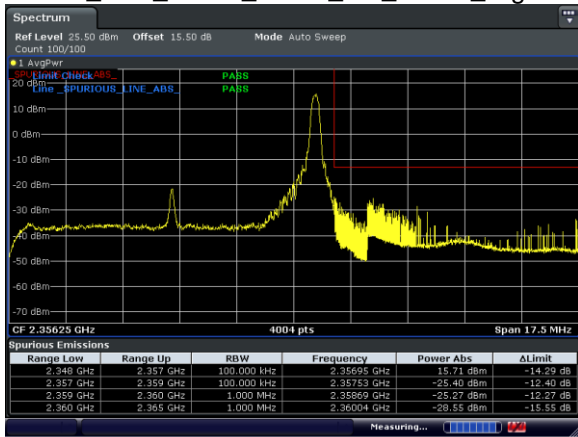 Spectrum
Ref Level 25.50 dBm Offset 15.50 dB Mode Auto Sweep
Count 100/100
1 AvgPwr
Limit Check PASS
20 dBm
Line _SPURIOUS_LINE_ABS_ PASS
10 dBm
0 dBm
-10 dBm
-20 dBm
-30 dBm
-40 dBm
-50 dBm
-60 dBm
-70 dBm
CF 2.35625 GHz 4004 pts Span 17.5 MHz
Spurious Emissions
Range Low Range Up RBW Frequency Power Abs ΔLimit
2.348 GHz 2.357 GHz 100.000 kHz 2.35695 GHz 15.71 dBm -14.29 dB
2.357 GHz 2.359 GHz 100.000 kHz 2.35753 GHz -25.40 dBm -12.40 dB
2.359 GHz 2.360 GHz 1.000 MHz 2.35869 GHz -25.27 dBm -12.27 dB
2.360 GHz 2.365 GHz 1.000 MHz 2.36004 GHz -28.55 dBm -15.55 dB
Measuring...